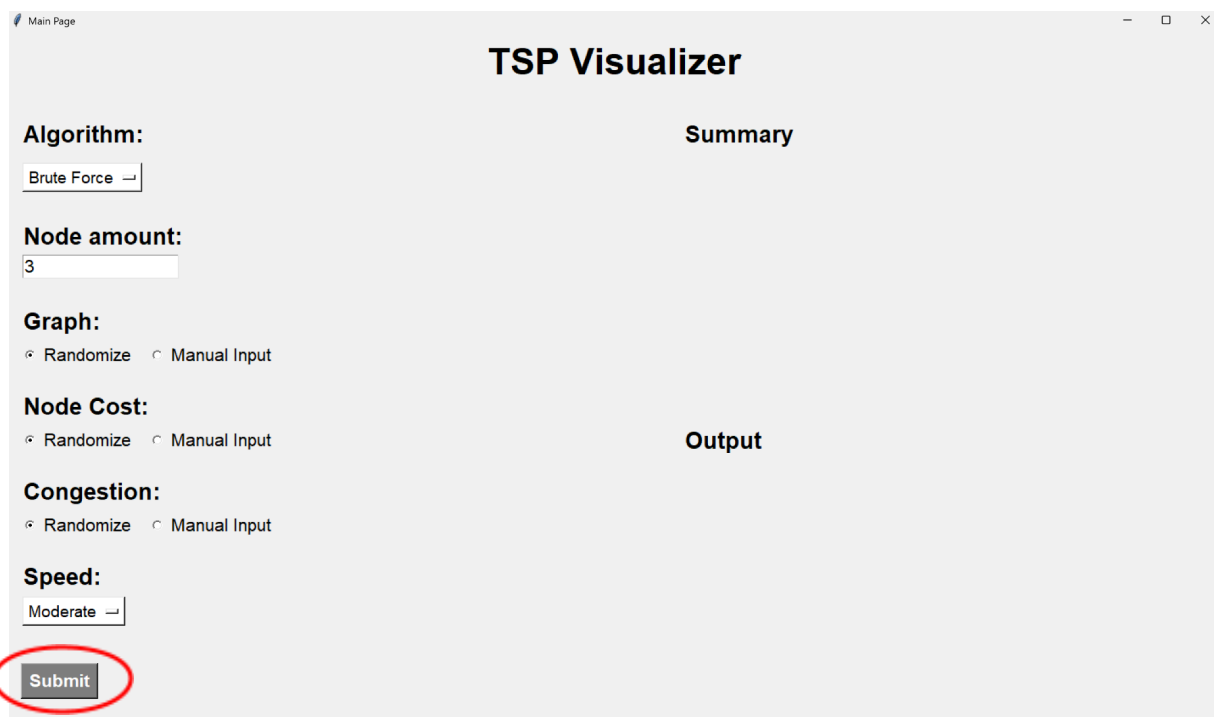 Main Page
TSP Visualizer
Algorithm:
Summary
Brute Force
Node amount:
3
Graph:
Randomize Manual Input
Node Cost:
Randomize Manual Input
Output
Congestion:
Randomize Manual Input
Speed:
Moderate
Submit